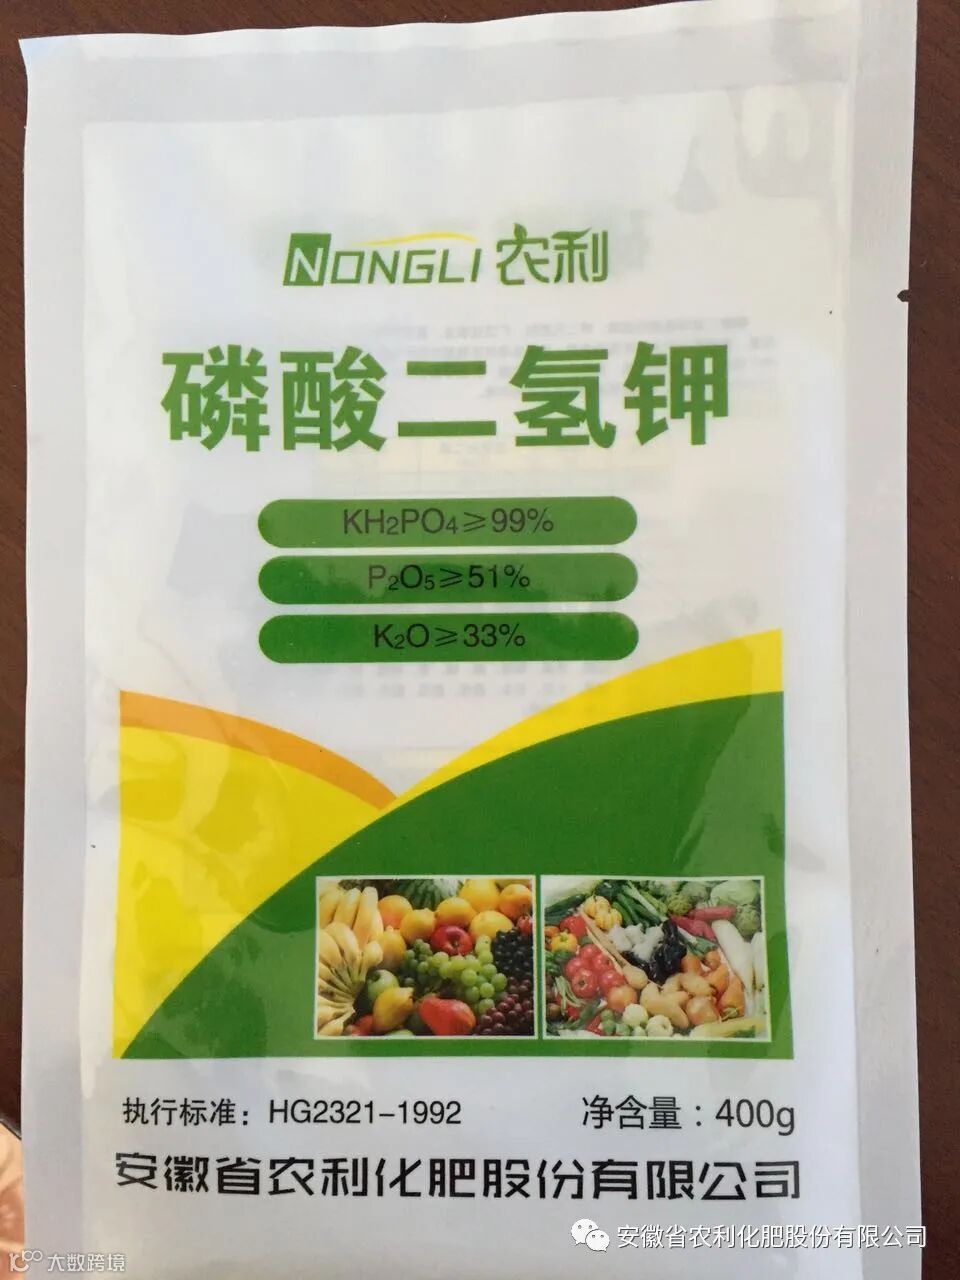 NONGLI 农利
磷酸二氢钾
KH₂PO₄≥99%
P₂O₅≥51%
K₂O≥33%
执行标准：HG2321-1992
净含量：400g
安徽省农利化肥股份有限公司
安徽省农利化肥股份有限公司
大数跨境